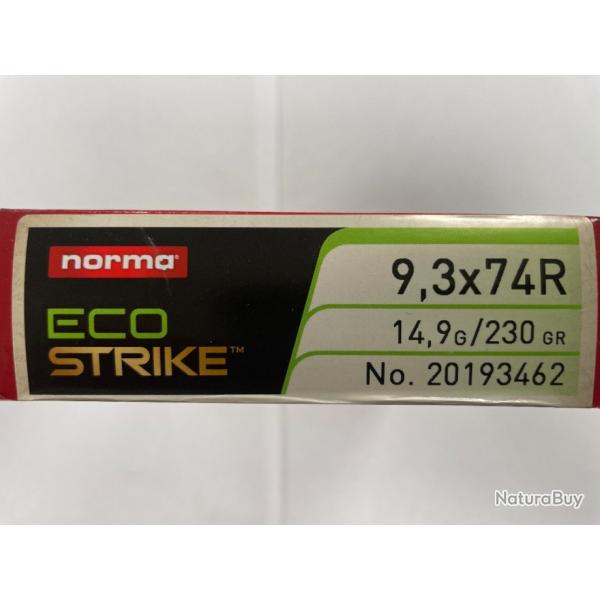 norma
ECO
STRIKE™
9,3x74R
14,9G/230 GR
No. 20193462
NaturaBuy